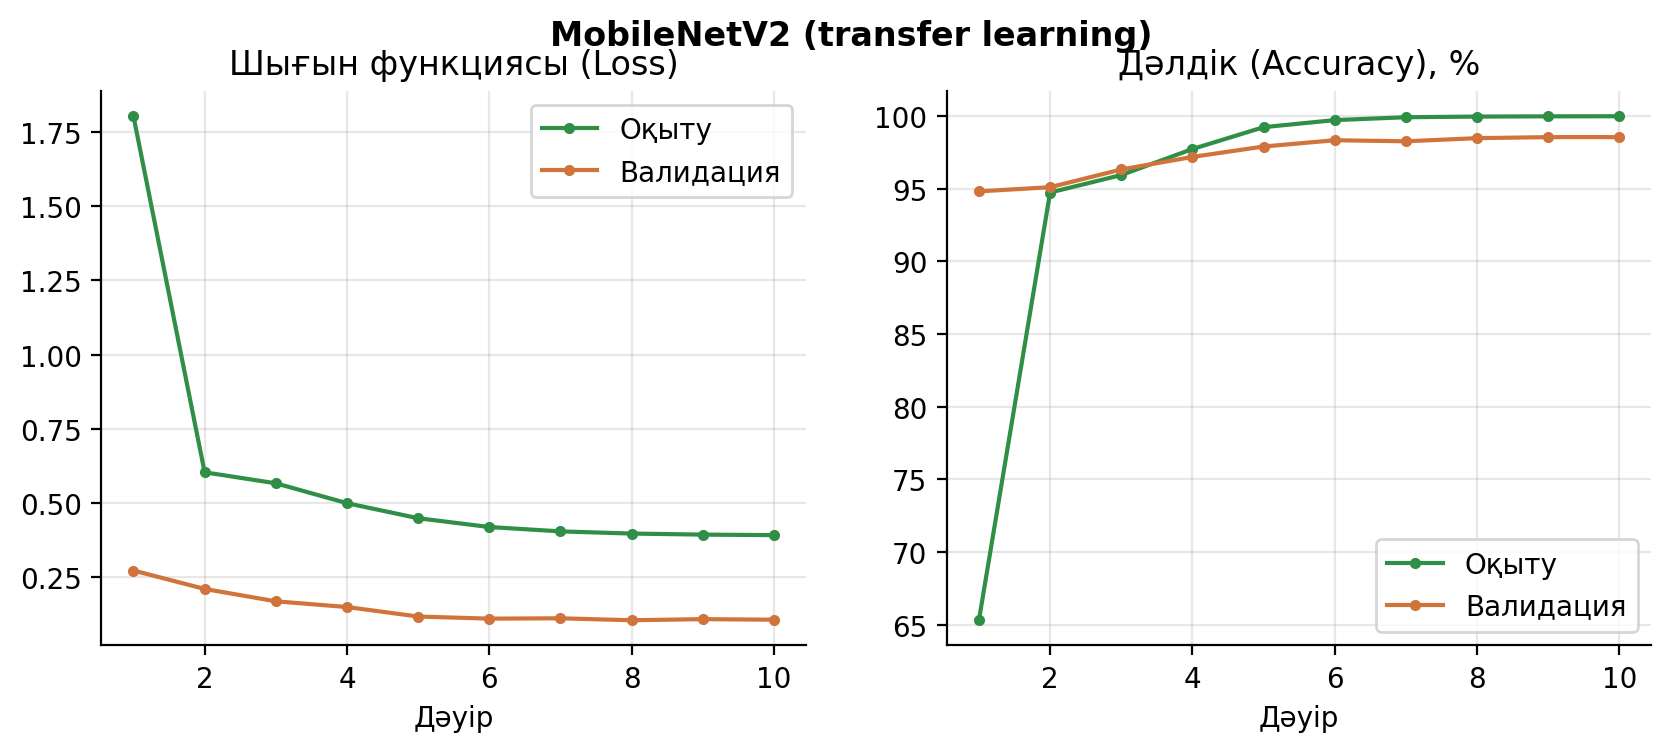 MobileNetV2 (transfer learning)
Шығын функциясы (Loss)
1.75
1.50
1.25
1.00
0.75
0.50
0.25
2 4 6 8 10
Дәуір
Оқыту
Валидация
Дәлдік (Accuracy), %
100
95
90
85
80
75
70
65
2 4 6 8 10
Дәуір
Оқыту
Валидация